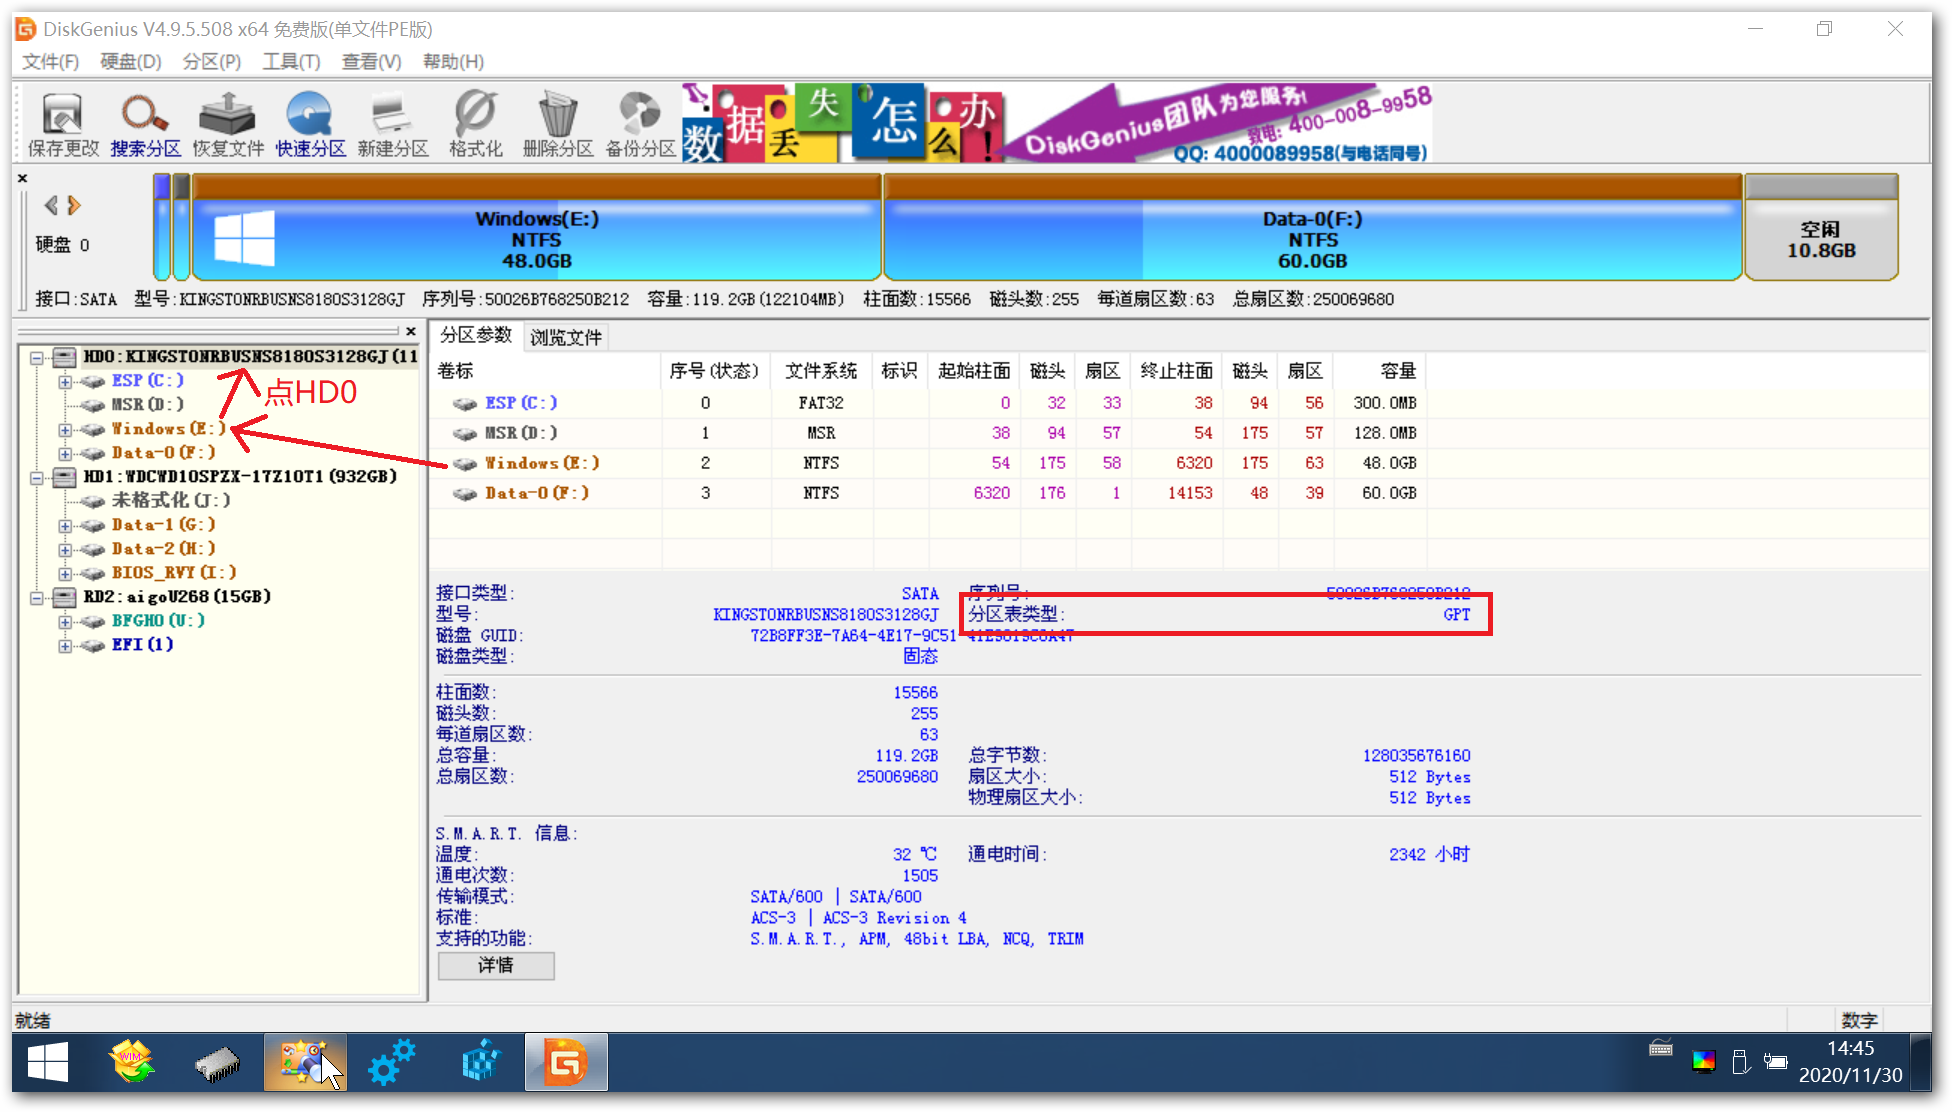 DiskGenius V4.9.5.508 x64 免费版(单文件PE版)
文件(F) 硬盘(D) 分区(P) 工具(T) 查看(V) 帮助(H)
保存更改 搜索分区 恢复文件 快速分区 新建分区 格式化 删除分区 备份分区
数据丢失怎么办!
DiskGenius团队为您服务!
致电: 400-008-9958
QQ: 4000089958(与电话同号)
硬盘 0
Windows(E:)
NTFS
48.0GB
Data-0(F:)
NTFS
60.0GB
空闲
10.8GB
接口:SATA 型号:KINGSTONRBUSNS8180S3128GJ 序列号:50026B768250B212 容量:119.2GB(122104MB) 柱面数:15566 磁头数:255 每道扇区数:63 总扇区数:250069680
HD0:KINGSTONRBUSNS8180S3128GJ(11
ESP(C:)
点HD0
MSR(D:)
Windows(E:)
Data-0(F:)
HD1:WDCWD10SPZX-17Z10T1(932GB)
未格式化(J:)
Data-1(G:)
Data-2(H:)
BIOS_RVY(I:)
RD2:aigoU268(15GB)
BFGHO(U:)
EFI(1)
分区参数 浏览文件
卷标 序号(状态) 文件系统 标识 起始柱面 磁头 扇区 终止柱面 磁头 扇区 容量
ESP(C:) 0 FAT32 0 32 33 38 94 56 300.0MB
MSR(D:) 1 MSR 38 94 57 54 175 57 128.0MB
Windows(E:) 2 NTFS 54 175 58 6320 175 63 48.0GB
Data-0(F:) 3 NTFS 6320 176 1 14153 48 39 60.0GB
接口类型: SATA 序列号: 50026B768250B212
型号: KINGSTONRBUSNS8180S3128GJ 分区表类型: GPT
磁盘 GUID: 72B8FF3E-7A64-4E17-9C51
磁盘类型: 固态
柱面数: 15566
磁头数: 255
每道扇区数: 63
总容量: 119.2GB 总字节数: 128035676160
总扇区数: 250069680 扇区大小: 512 Bytes
物理扇区大小: 512 Bytes
S.M.A.R.T. 信息:
温度: 32 ℃ 通电时间: 2342 小时
通电次数: 1505
传输模式: SATA/600 | SATA/600
标准: ACS-3 | ACS-3 Revision 4
支持的功能: S.M.A.R.T., APM, 48bit LBA, NCQ, TRIM
详情
就绪 数字
WIM
14:45
2020/11/30